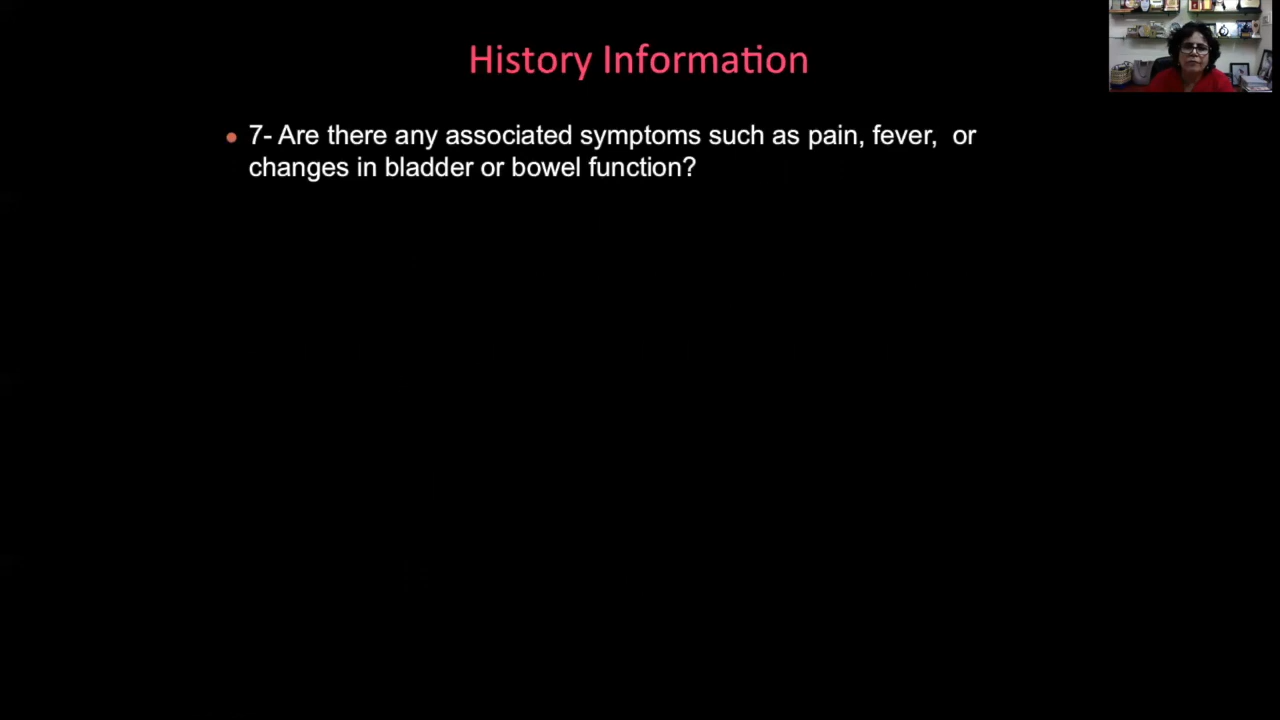 History Information
• 7- Are there any associated symptoms such as pain, fever,  or
changes in bladder or bowel function?